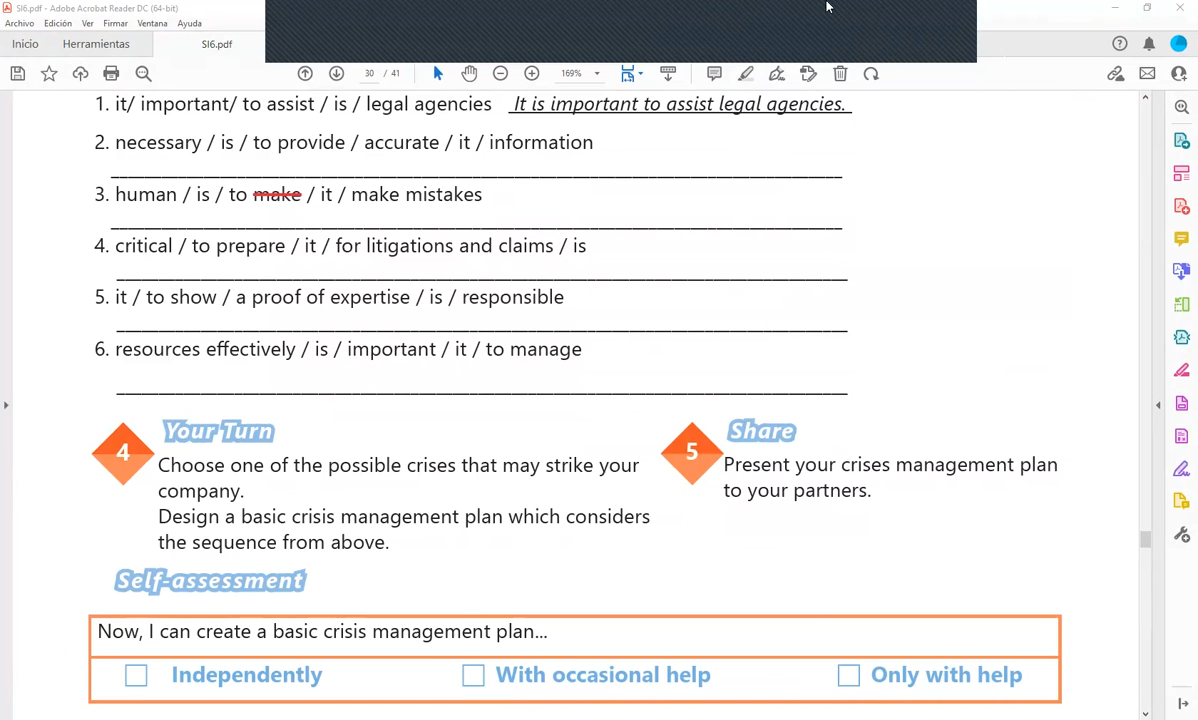 SI6.pdf - Adobe Acrobat Reader DC (64-bit)
Archivo Edición Ver Firmar Ventana Ayuda
Inicio Herramientas SI6.pdf
30 / 41 169%
1. it/ important/ to assist / is / legal agencies It is important to assist legal agencies.
2. necessary / is / to provide / accurate / it / information
3. human / is / to make / it / make mistakes
4. critical / to prepare / it / for litigations and claims / is
5. it / to show / a proof of expertise / is / responsible
6. resources effectively / is / important / it / to manage
4 Your Turn
Choose one of the possible crises that may strike your
company.
Design a basic crisis management plan which considers
the sequence from above.
5 Share
Present your crises management plan
to your partners.
Self-assessment
Now, I can create a basic crisis management plan...
Independently With occasional help Only with help